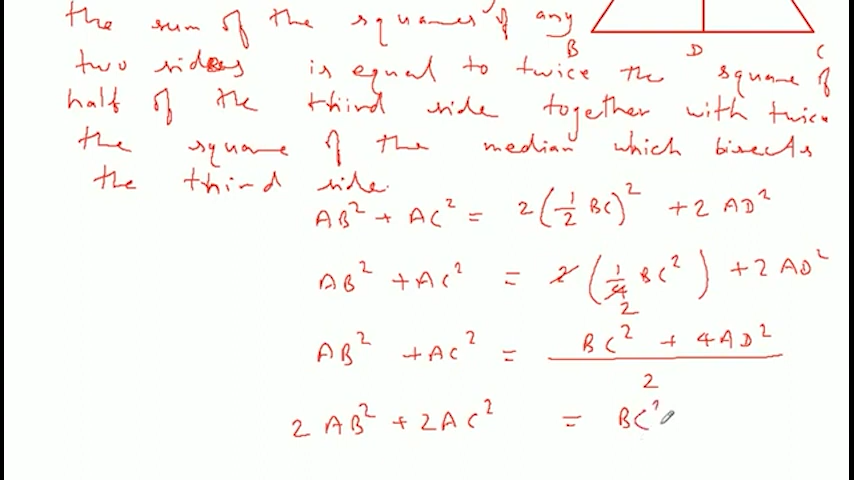 the sum of the squares of any
B D C
two sides is equal to twice the square of
half of the third side together with twice
the square of the median which bisects
the third side.
AB² + AC² = 2(1/2 BC)² + 2 AD²
AB² + AC² = 2 (1/4 BC²) + 2 AD²
2
AB² + AC² = BC² + 4AD² / 2
2 AB² + 2AC² = BC²